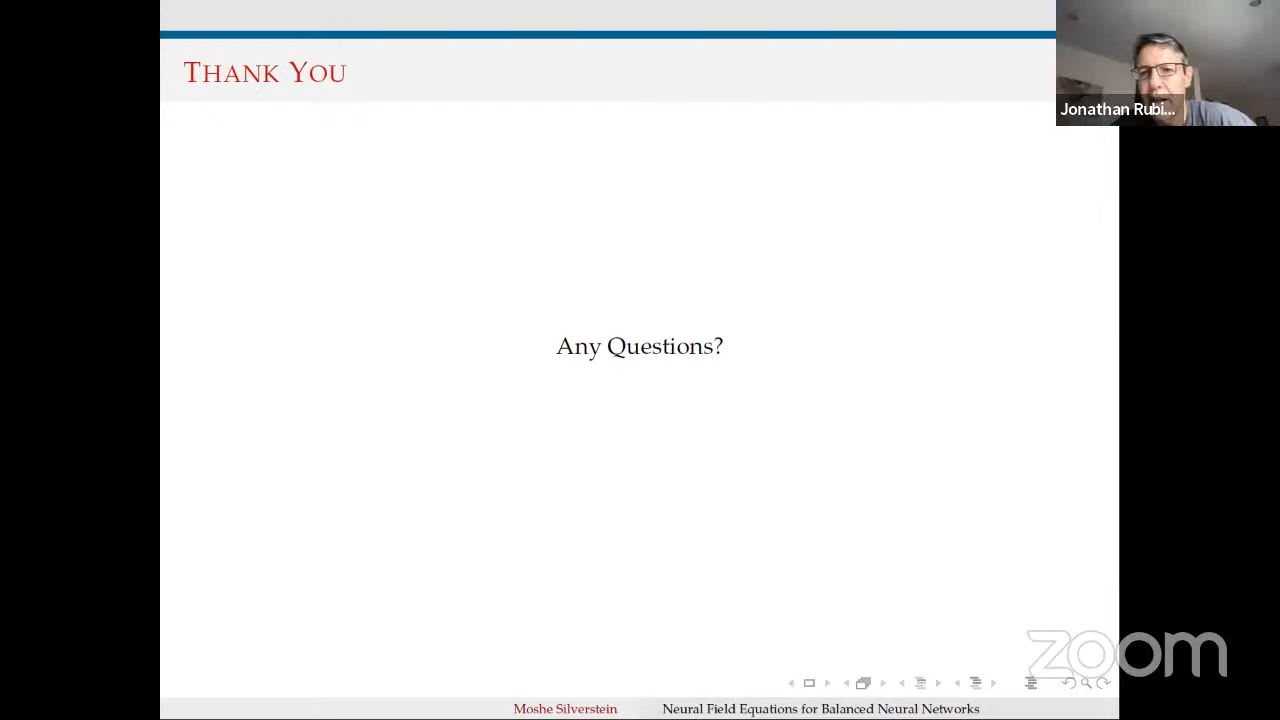 THANK YOU
Jonathan Rubi...
Any Questions?
zoom
Moshe Silverstein Neural Field Equations for Balanced Neural Networks